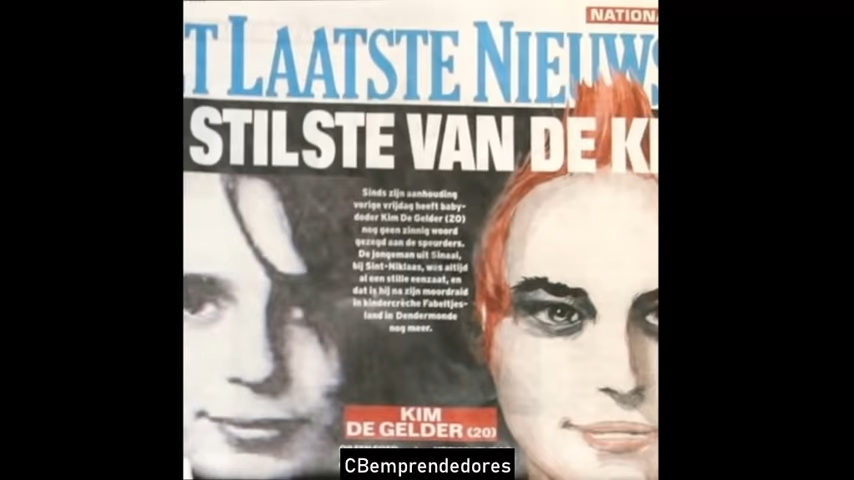 NATION
T LAATSTE NIEUWS
STILSTE VAN DE K
Sinds zijn aanhouding
vorige vrijdag heeft baby-
doder Kim De Gelder (20)
nog geen zinnig woord
gezegd aan de speurders.
De jongeman uit Sinaai,
bij Sint-Niklaas, was altijd
al een stille eenzaat, en
dat is hij na zijn moordraid
in kindercrèche Fabeltjes-
land in Dendermonde
nog meer.
KIM
DE GELDER (20)
CBemprendedores